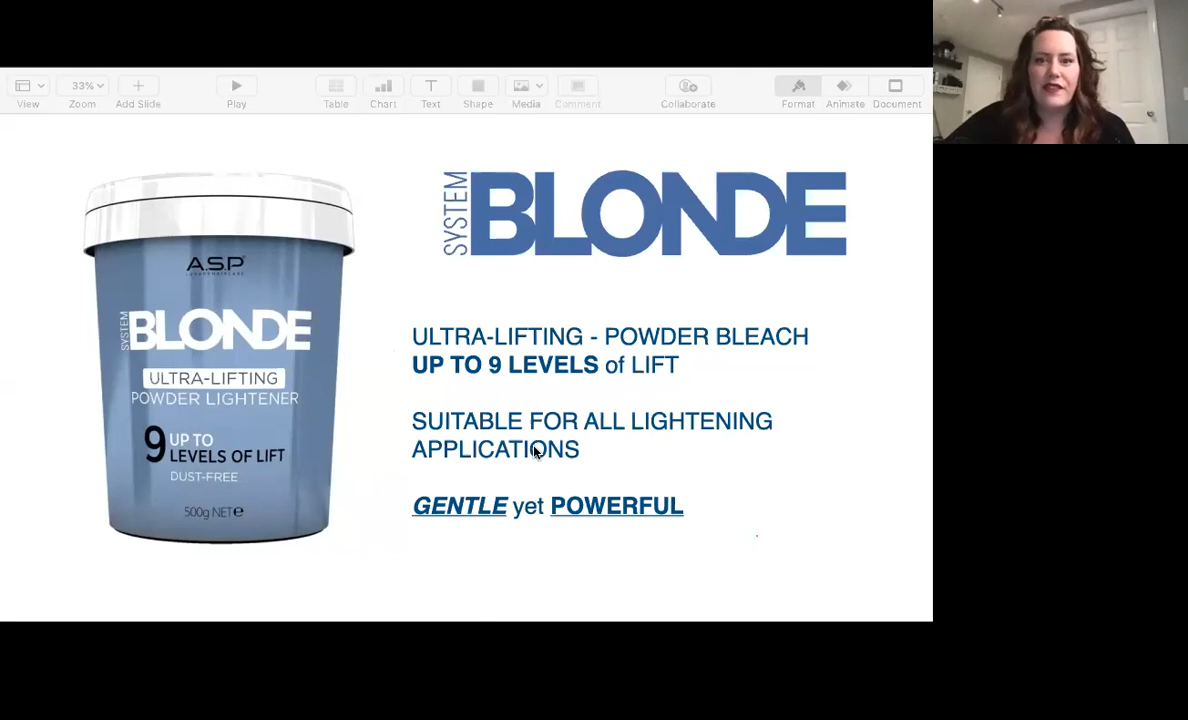 33%
View
Zoom
Add Slide
Play
Table
Chart
Text
Shape
Media
Comment
Collaborate
Format
Animate
Document
A.S.P
SYSTEM
BLONDE
ULTRA-LIFTING
POWDER LIGHTENER
9 UP TO
LEVELS OF LIFT
DUST-FREE
500g NET e
SYSTEM
BLONDE
ULTRA-LIFTING - POWDER BLEACH
UP TO 9 LEVELS of LIFT
SUITABLE FOR ALL LIGHTENING
APPLICATIONS
GENTLE yet POWERFUL